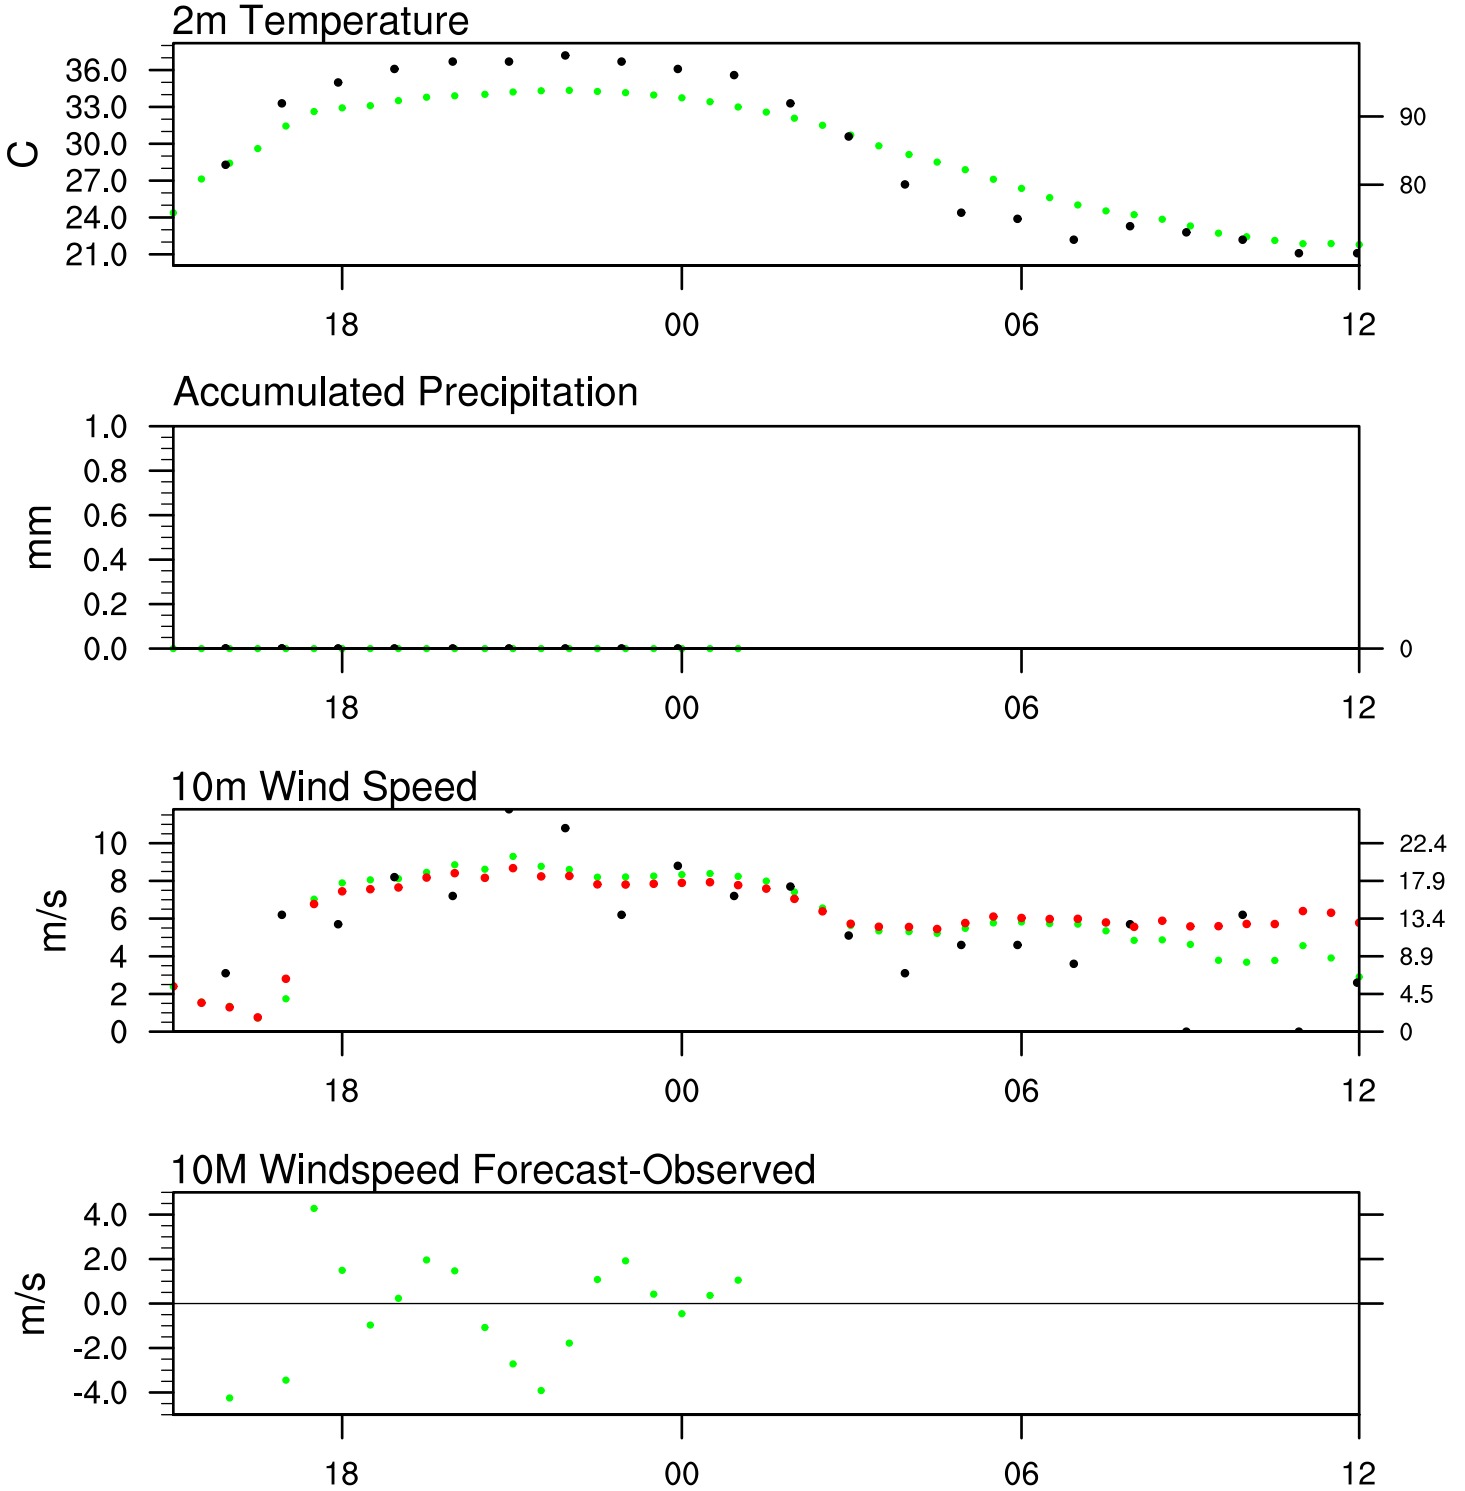 2m Temperature
36.0
33.0
30.0
27.0
24.0
21.0
C
90
80
18 00 06 12
Accumulated Precipitation
1.0
0.8
0.6
0.4
0.2
0.0
mm
0
18 00 06 12
10m Wind Speed
10
8
6
4
2
0
m/s
22.4
17.9
13.4
8.9
4.5
0
18 00 06 12
10M Windspeed Forecast-Observed
4.0
2.0
0.0
-2.0
-4.0
m/s
18 00 06 12